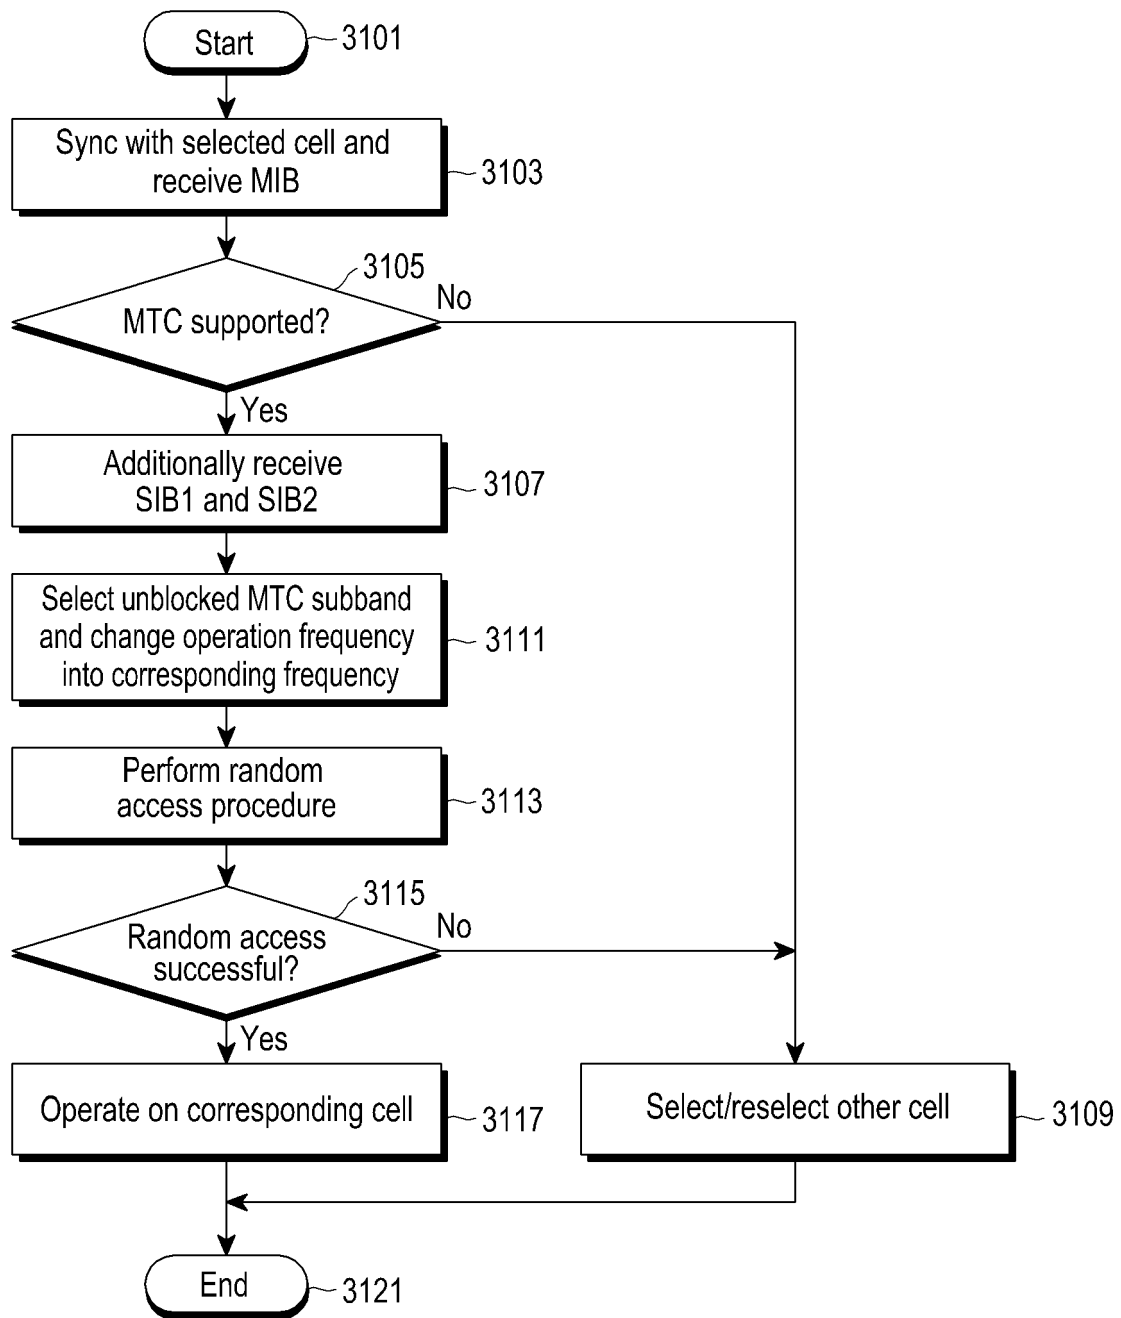 Start
3101
Sync with selected cell and
receive MIB
3103
3105
MTC supported?
No
Yes
Additionally receive
SIB1 and SIB2
3107
Select unblocked MTC subband
and change operation frequency
into corresponding frequency
3111
Perform random
access procedure
3113
3115
Random access
successful?
No
Yes
Operate on corresponding cell
3117
Select/reselect other cell
3109
End
3121